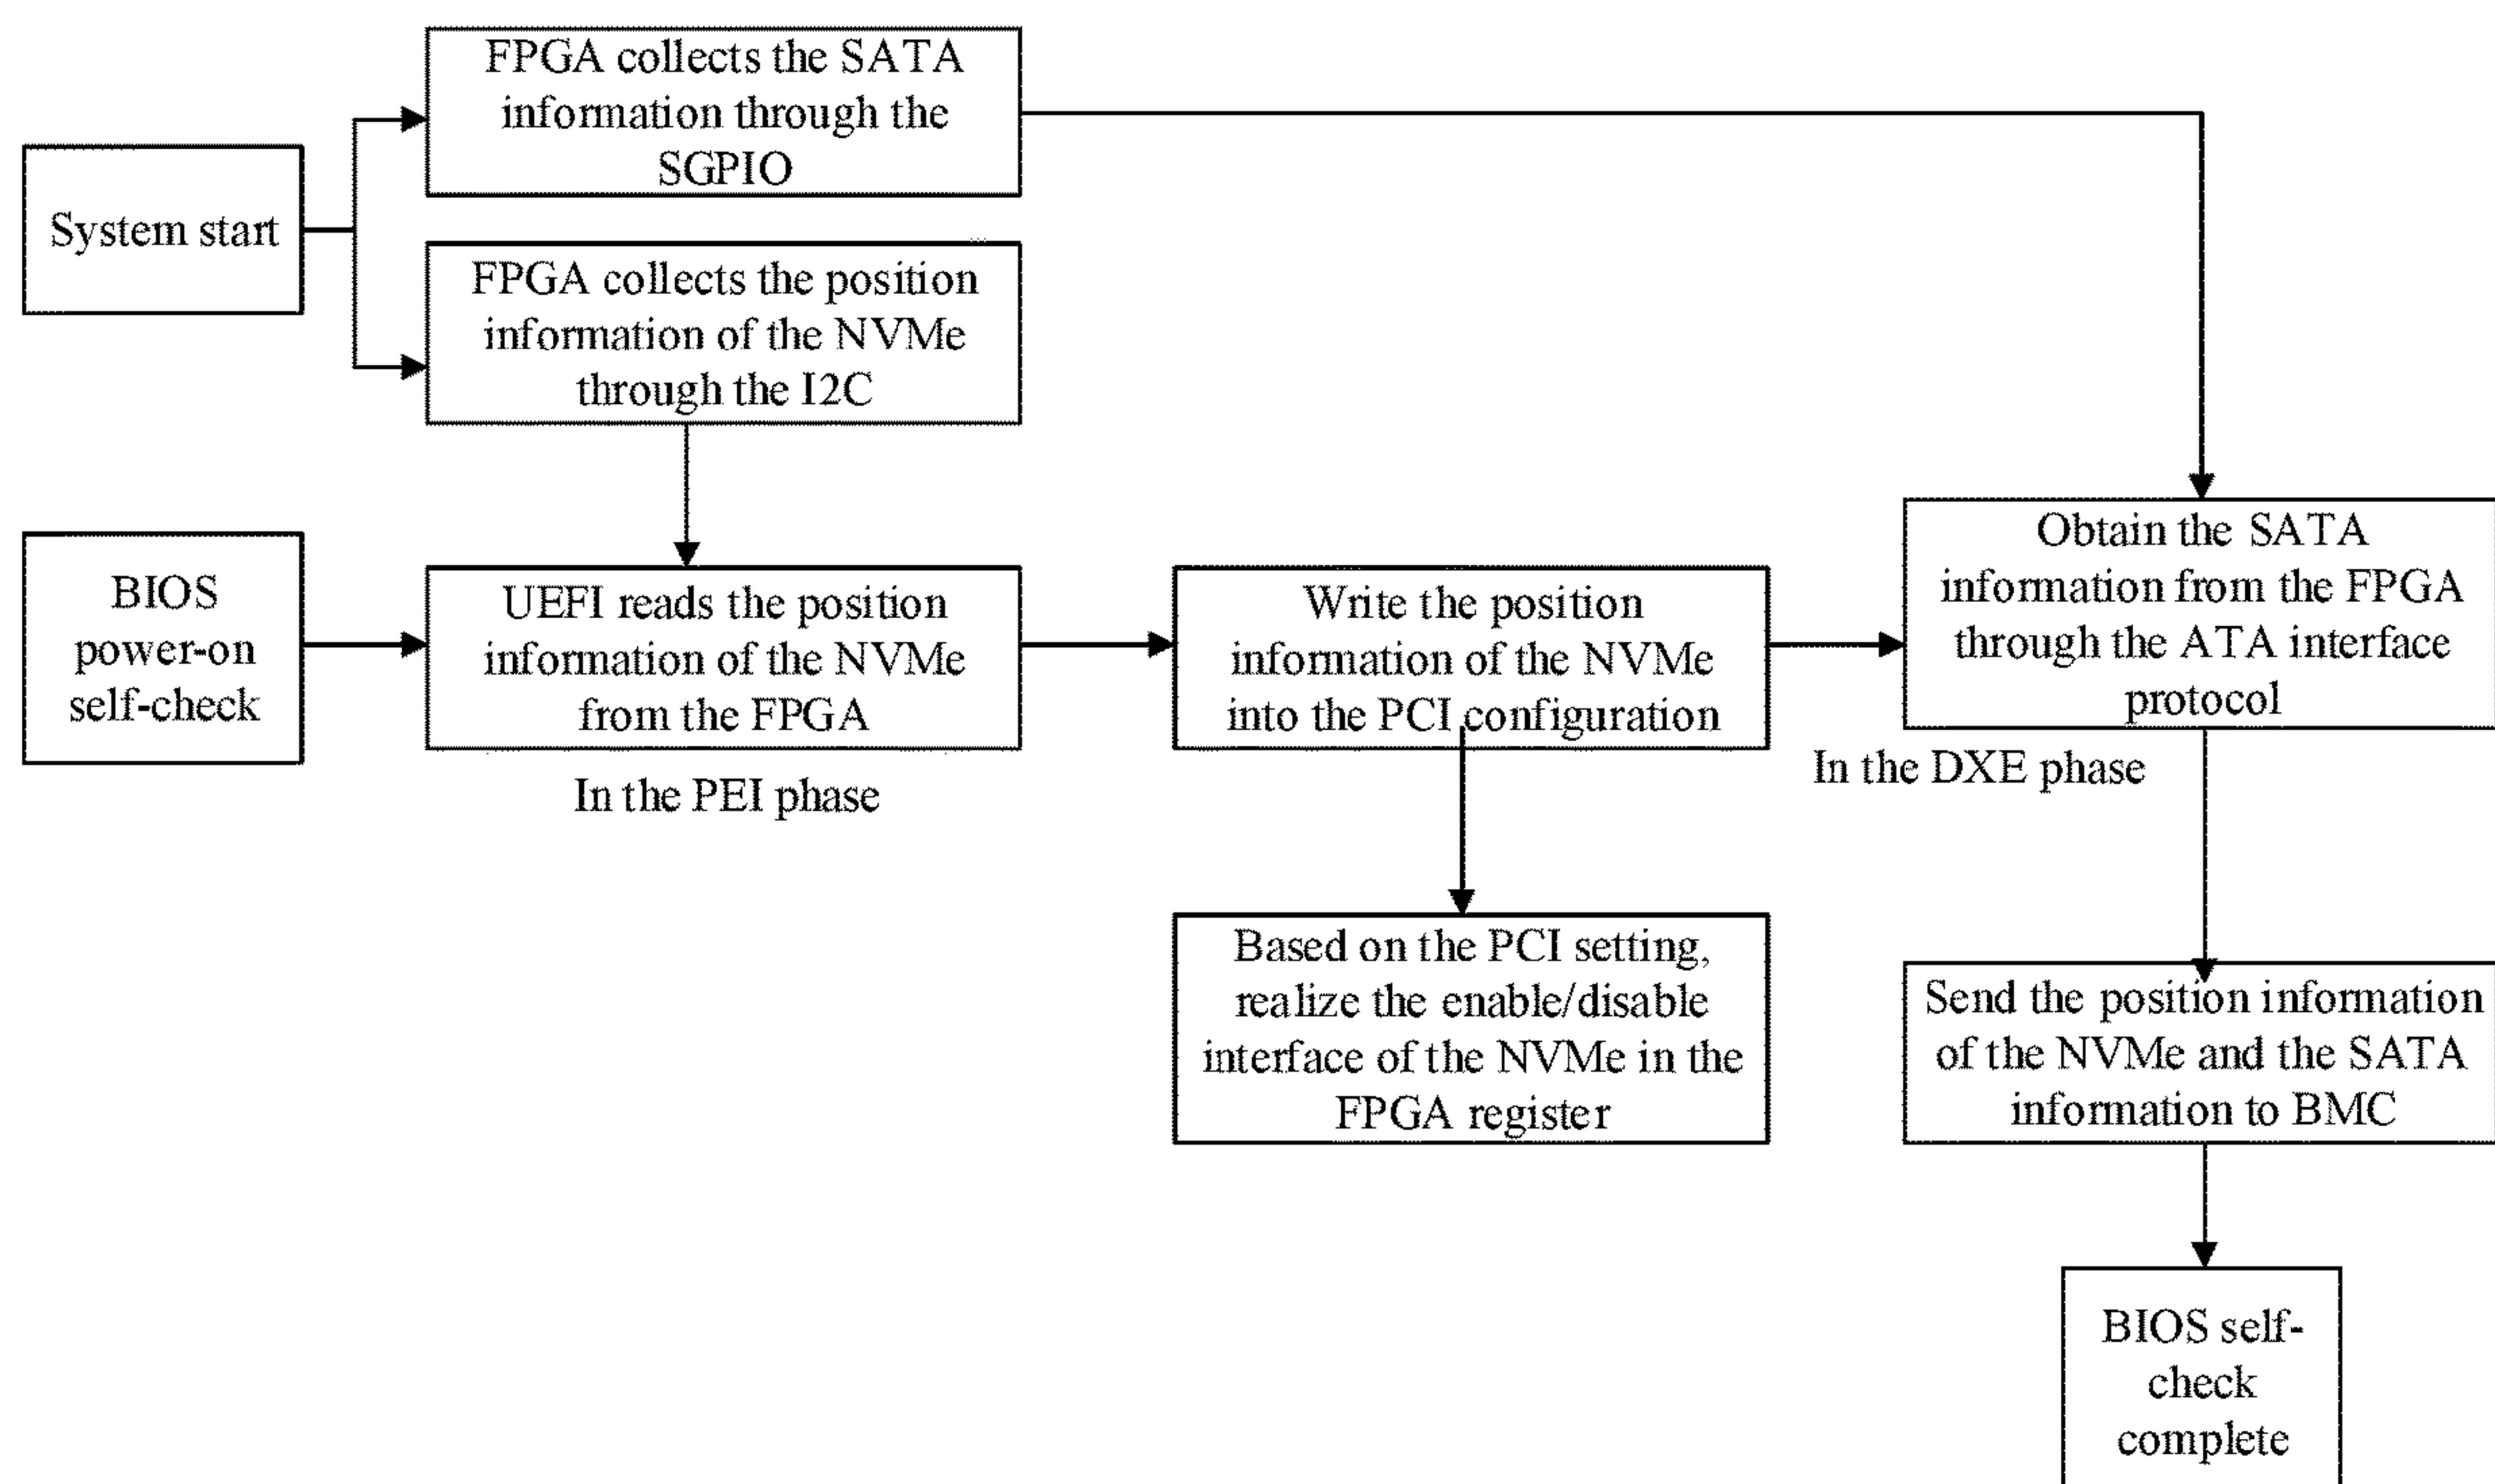 FPGA collects the SATA
information through the
SGPIO
System start
FPGA collects the position
information of the NVMe
through the I2C
BIOS
power-on
self-check
UEFI reads the position
information of the NVMe
from the FPGA
In the PEI phase
Write the position
information of the NVMe
into the PCI configuration
Obtain the SATA
information from the FPGA
through the ATA interface
protocol
In the DXE phase
Based on the PCI setting,
realize the enable/disable
interface of the NVMe in the
FPGA register
Send the position information
of the NVMe and the SATA
information to BMC
BIOS self-
check
complete